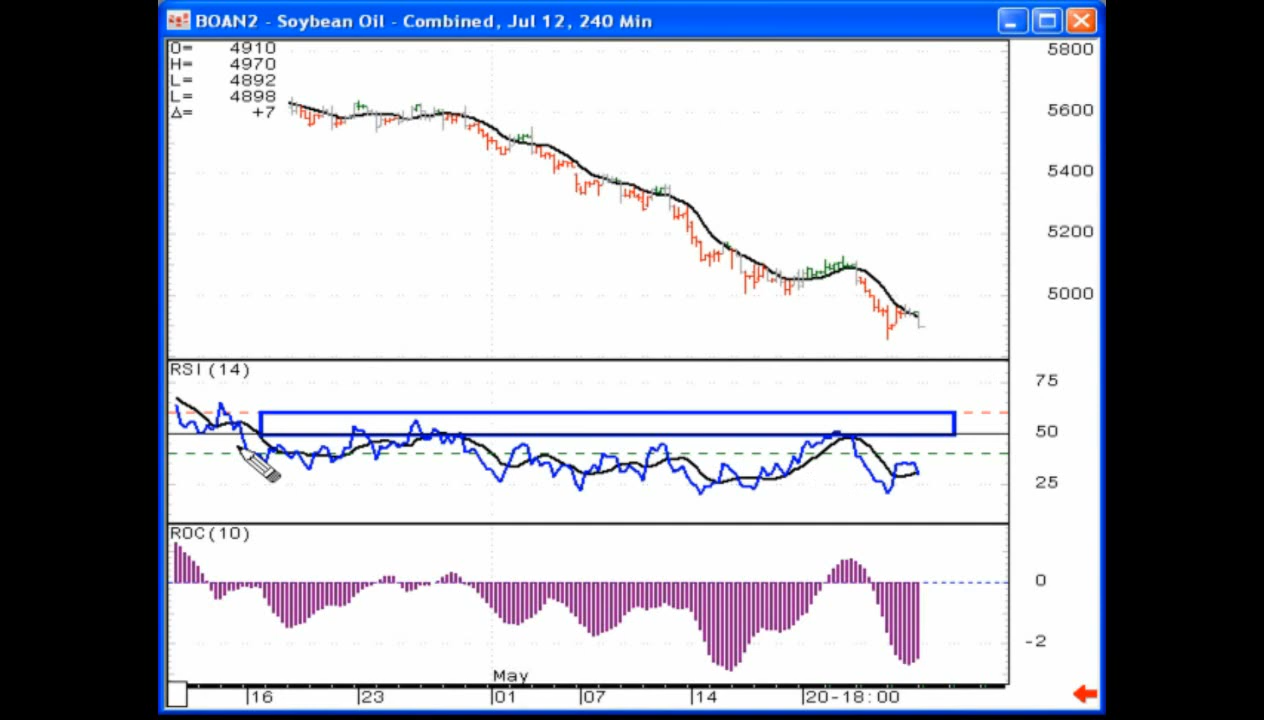 BOAN2 - Soybean Oil - Combined, Jul 12, 240 Min
O= 4910
H= 4970
L= 4892
L= 4898
Δ= +7
5800
5600
5400
5200
5000
RSI(14)
75
50
25
ROC(10)
0
-2
May
16 23 01 07 14 20-18:00